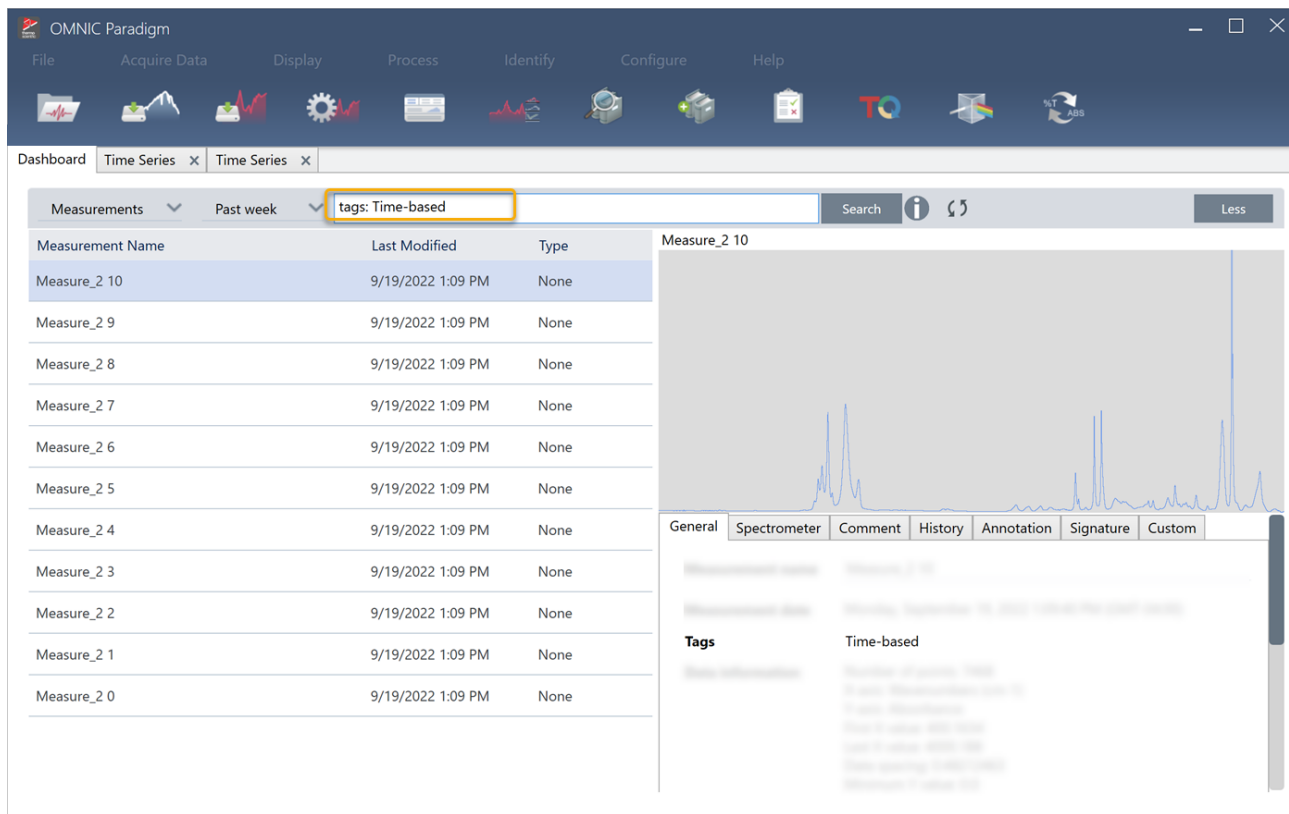 OMNIC Paradigm
File Acquire Data Display Process Identify Configure Help
TQ %T ABS
Dashboard Time Series Time Series
Measurements Past week tags: Time-based Search Less
Measurement Name Last Modified Type
Measure_2 10 9/19/2022 1:09 PM None
Measure_2 9 9/19/2022 1:09 PM None
Measure_2 8 9/19/2022 1:09 PM None
Measure_2 7 9/19/2022 1:09 PM None
Measure_2 6 9/19/2022 1:09 PM None
Measure_2 5 9/19/2022 1:09 PM None
Measure_2 4 9/19/2022 1:09 PM None
Measure_2 3 9/19/2022 1:09 PM None
Measure_2 2 9/19/2022 1:09 PM None
Measure_2 1 9/19/2022 1:09 PM None
Measure_2 0 9/19/2022 1:09 PM None
Measure_2 10
General Spectrometer Comment History Annotation Signature Custom
Tags Time-based